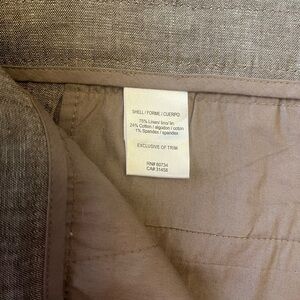 SHELL / FORME / CUERPO
75% Linen/ lino/ lin
24% Cotton / algodon / coton
1% Spandex / spandex
EXCLUSIVE OF TRIM
RN# 80734
CA# 31458